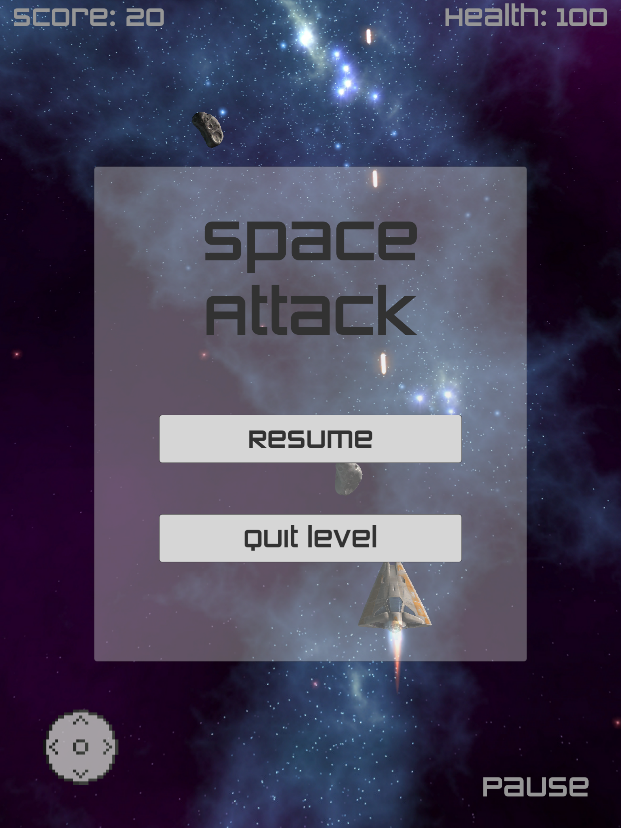 Score: 20
Health: 100
Space
Attack
Resume
Quit level
Pause